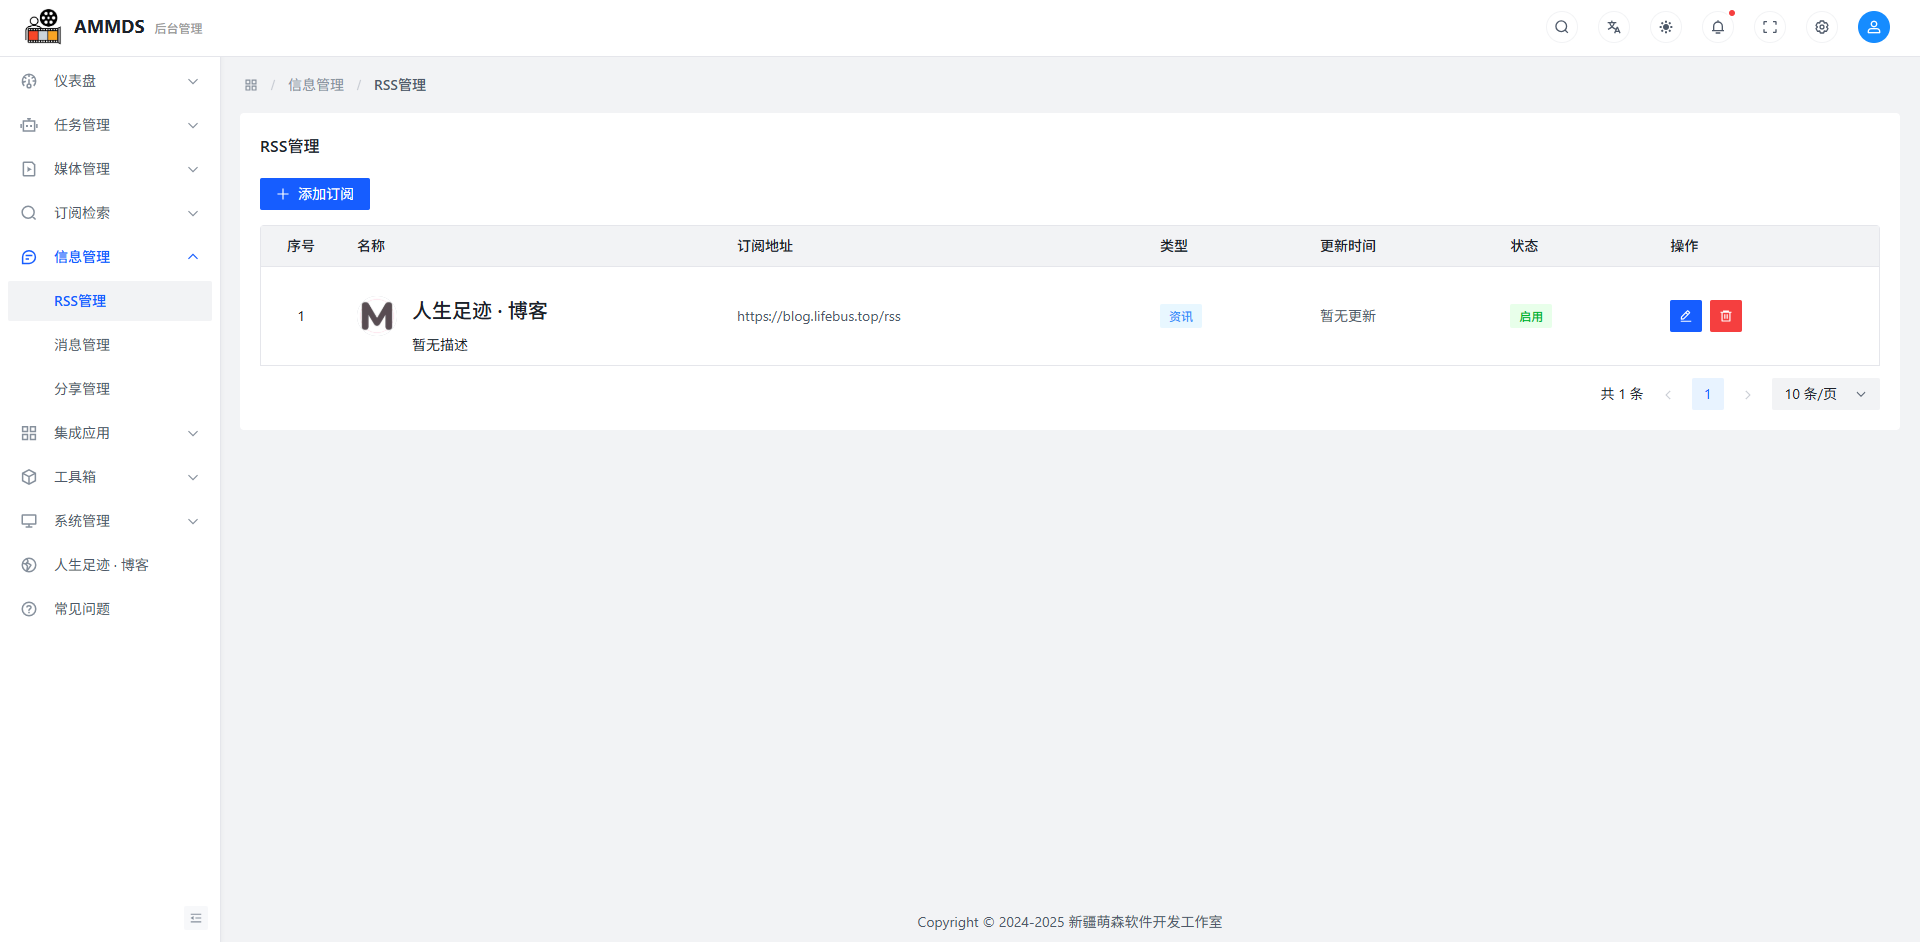 AMMDS 后台管理
仪表盘
任务管理
媒体管理
订阅检索
信息管理
RSS管理
消息管理
分享管理
集成应用
工具箱
系统管理
人生足迹 · 博客
常见问题
/ 信息管理 / RSS管理
RSS管理
添加订阅
序号 名称 订阅地址 类型 更新时间 状态 操作
1 M 人生足迹 · 博客 https://blog.lifebus.top/rss 资讯 暂无更新 启用
暂无描述
共 1 条 1 10 条/页
Copyright © 2024-2025 新疆萌森软件开发工作室